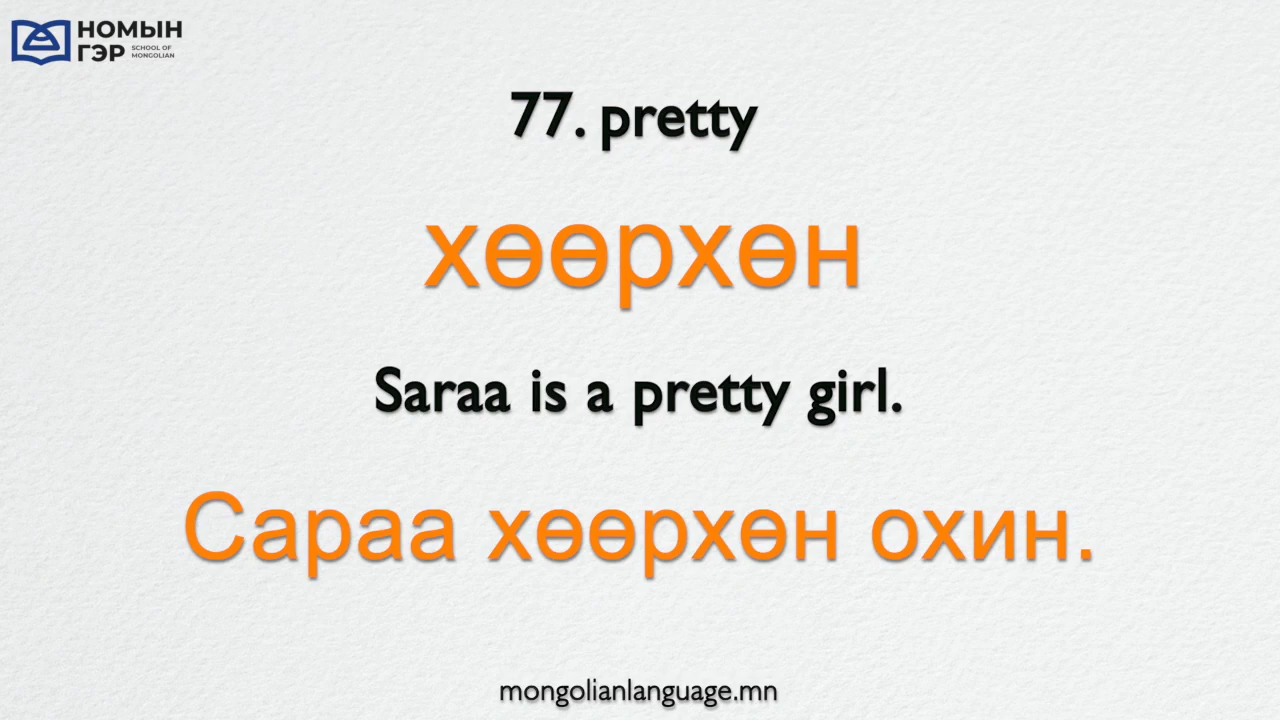 НОМЫН
ГЭР SCHOOL OF MONGOLIAN
77. pretty
хөөрхөн
Saraa is a pretty girl.
Сараа хөөрхөн охин.
mongolianlanguage.mn